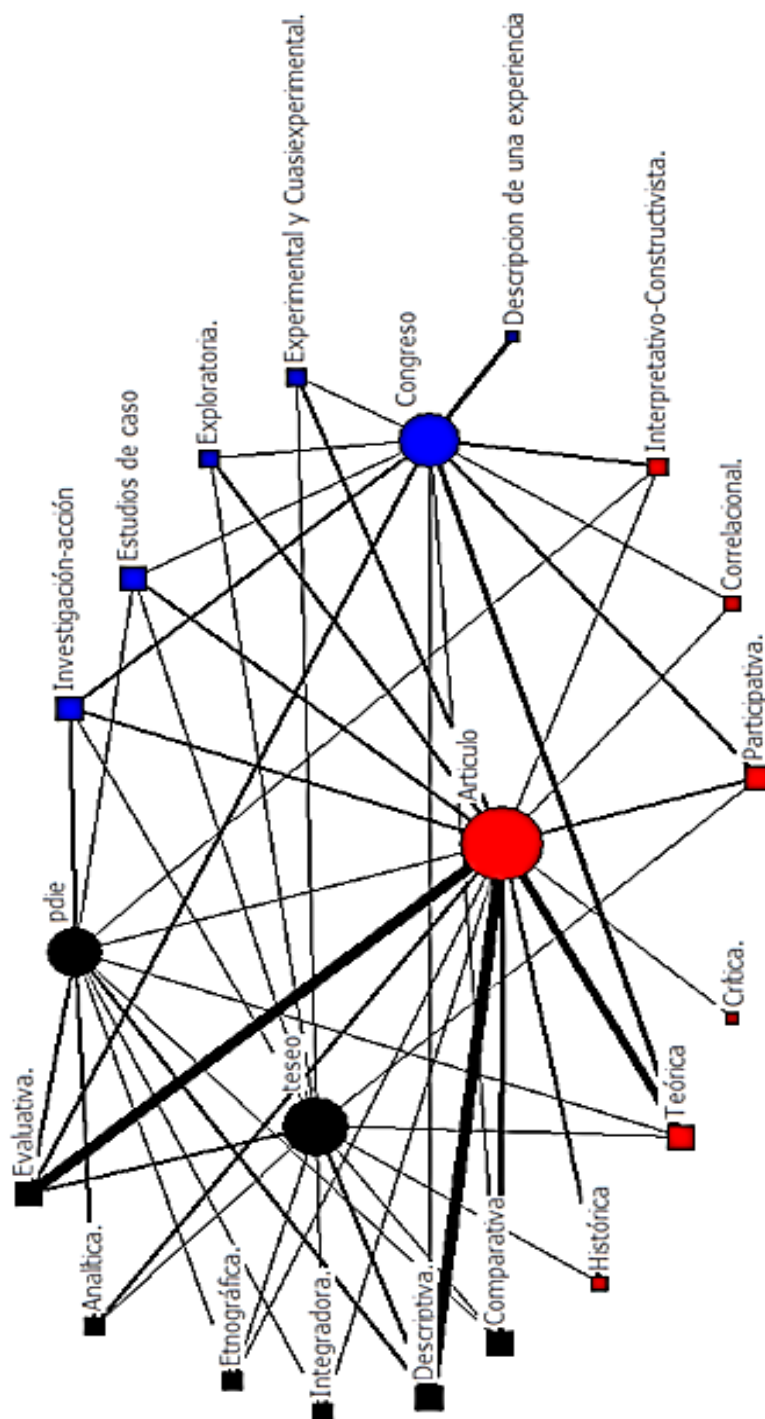 Evaluativa.
Analítica.
Etnográfica.
Integradora.
Descriptiva.
Comparativa
Histórica
Teórica
Crítica.
Participativa.
Correlacional.
Interpretativo-Constructivista.
Descripcion de una experiencia
Experimental y Cuasiexperimental.
Exploratoria.
Estudios de caso
Investigación-acción
pdie
teseo
Articulo
Congreso